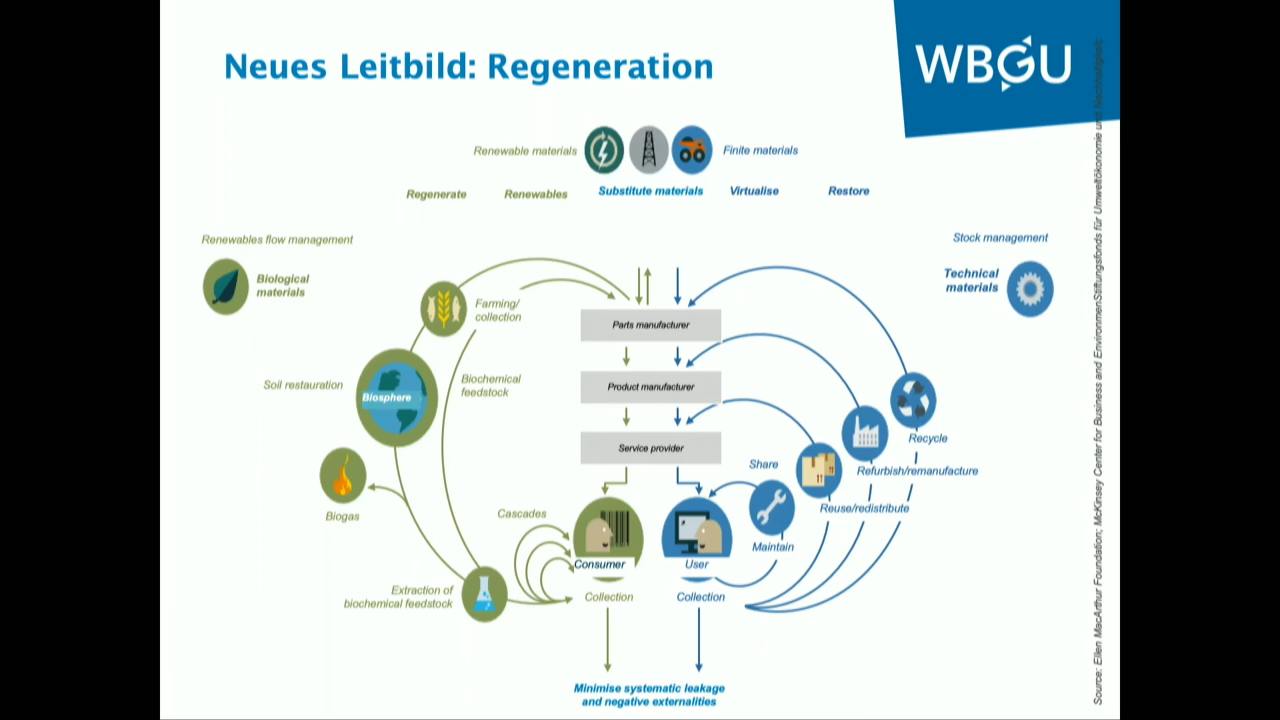 Neues Leitbild: Regeneration
WBGU
Renewable materials
Finite materials
Regenerate
Renewables
Substitute materials
Virtualise
Restore
Renewables flow management
Biological
materials
Stock management
Technical
materials
Farming/
collection
Parts manufacturer
Soil restauration
Biosphere
Biochemical
feedstock
Product manufacturer
Service provider
Recycle
Refurbish/remanufacture
Share
Reuse/redistribute
Biogas
Cascades
Consumer
User
Maintain
Extraction of
biochemical feedstock
Collection
Collection
Minimise systematic leakage
and negative externalities
Source: Ellen MacArthur Foundation; McKinsey Center for Business and EnvironmenStiftungsfonds für Umweltökonomie und Nachhaltigkeit;